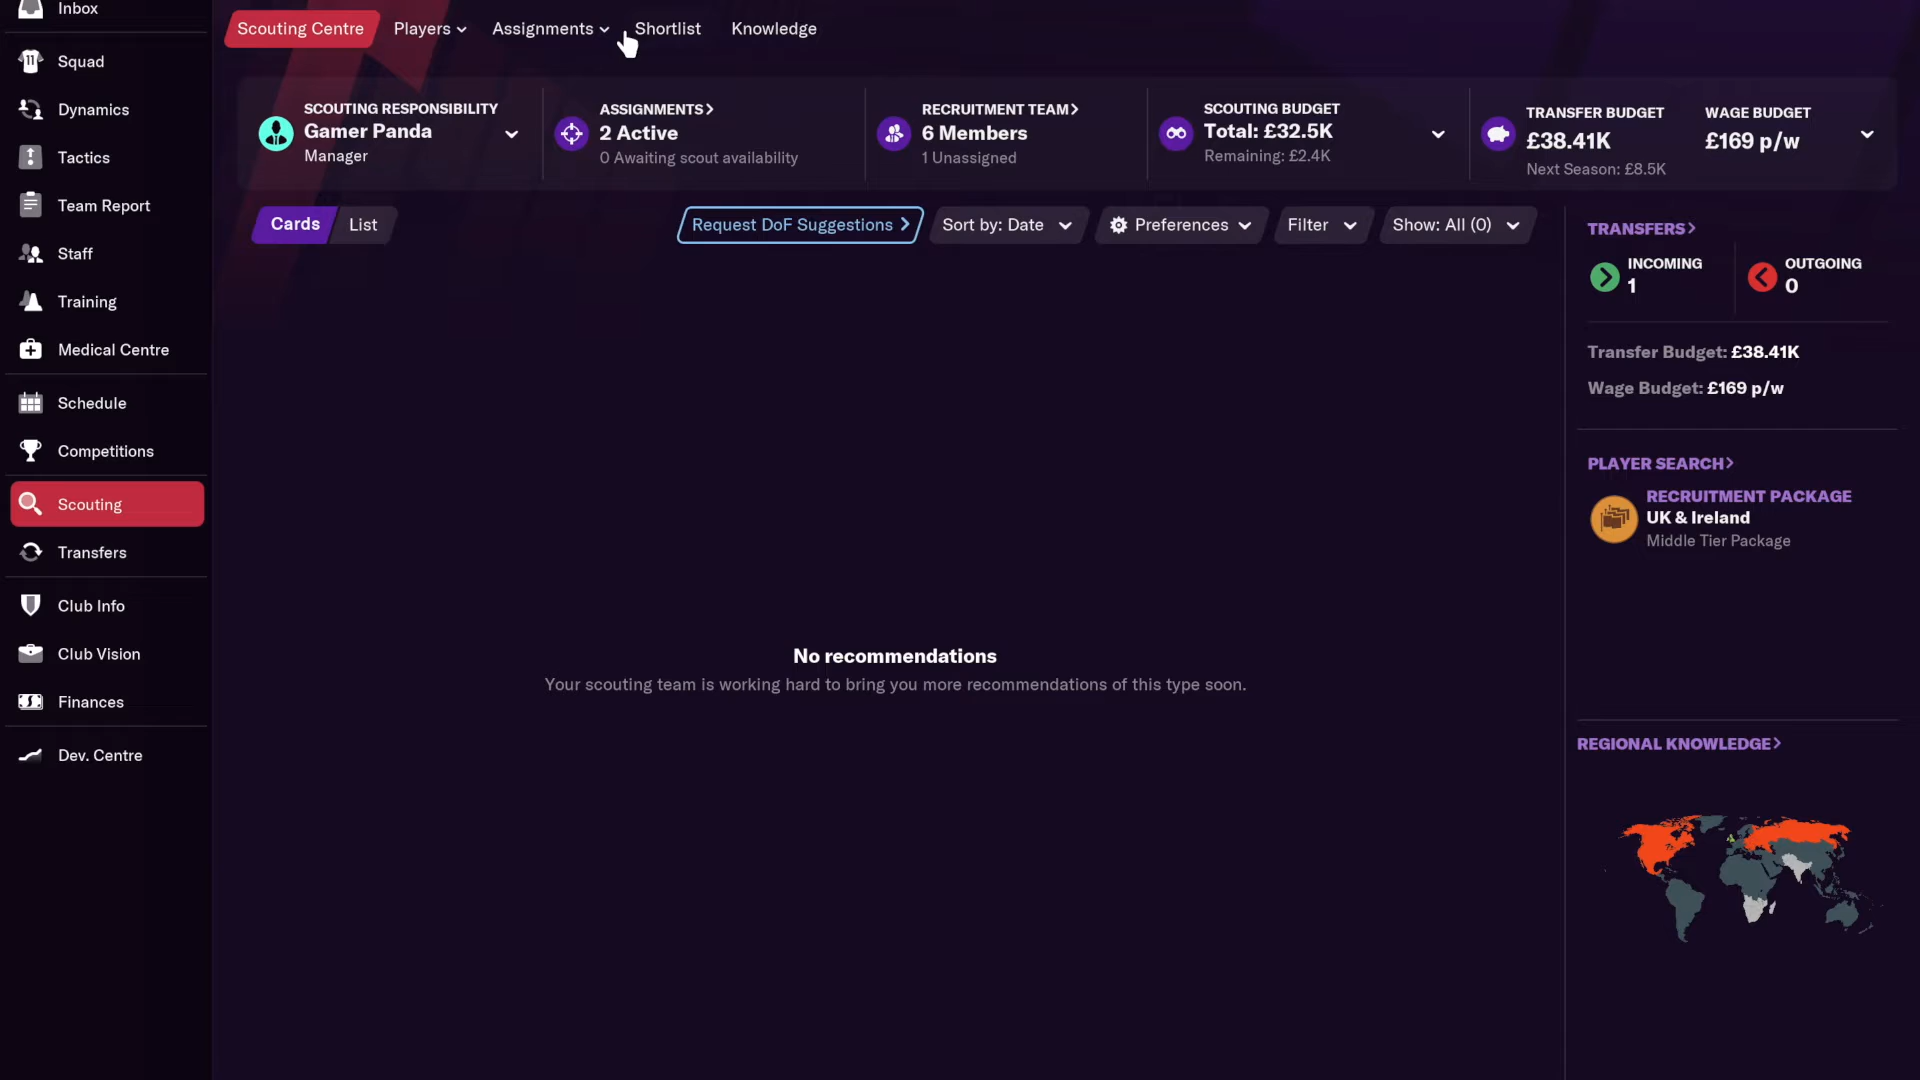 Inbox
Squad
Dynamics
Tactics
Team Report
Staff
Training
Medical Centre
Schedule
Competitions
Scouting
Transfers
Club Info
Club Vision
Finances
Dev. Centre
Scouting Centre
Players
Assignments
Shortlist
Knowledge
SCOUTING RESPONSIBILITY
Gamer Panda
Manager
ASSIGNMENTS
2 Active
0 Awaiting scout availability
RECRUITMENT TEAM
6 Members
1 Unassigned
SCOUTING BUDGET
Total: £32.5K
Remaining: £2.4K
TRANSFER BUDGET
£38.41K
Next Season: £8.5K
WAGE BUDGET
£169 p/w
Cards
List
Request DoF Suggestions
Sort by: Date
Preferences
Filter
Show: All (0)
No recommendations
Your scouting team is working hard to bring you more recommendations of this type soon.
TRANSFERS
INCOMING
1
OUTGOING
0
Transfer Budget: £38.41K
Wage Budget: £169 p/w
PLAYER SEARCH
RECRUITMENT PACKAGE
UK & Ireland
Middle Tier Package
REGIONAL KNOWLEDGE